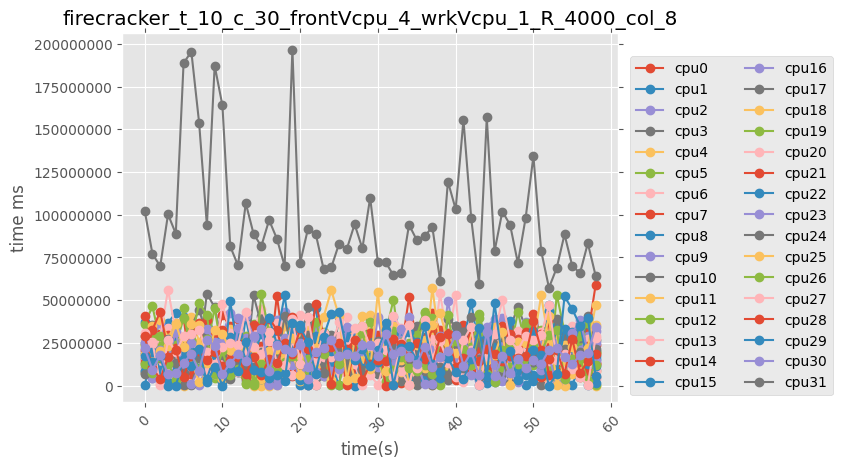 firecracker_t_10_c_30_frontVcpu_4_wrkVcpu_1_R_4000_col_8
time ms
200000000
175000000
150000000
125000000
100000000
75000000
50000000
25000000
0
0
10
20
30
40
50
60
time(s)
cpu0
cpu1
cpu2
cpu3
cpu4
cpu5
cpu6
cpu7
cpu8
cpu9
cpu10
cpu11
cpu12
cpu13
cpu14
cpu15
cpu16
cpu17
cpu18
cpu19
cpu20
cpu21
cpu22
cpu23
cpu24
cpu25
cpu26
cpu27
cpu28
cpu29
cpu30
cpu31